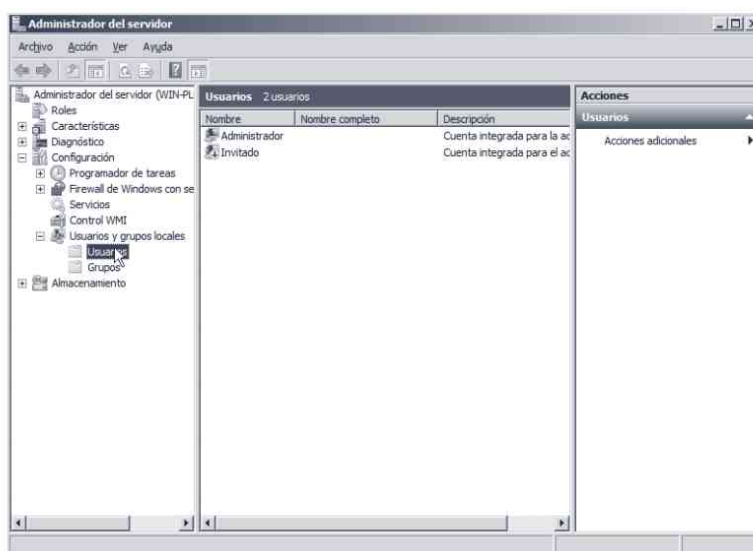 Administrador del servidor
Archivo Acción Ver Ayuda
Administrador del servidor (WIN-PL
Roles
Características
Diagnóstico
Configuración
Programador de tareas
Firewall de Windows con se
Servicios
Control WMI
Usuarios y grupos locales
Usuarios
Grupos
Almacenamiento
Usuarios 2 usuarios
Nombre Nombre completo Descripción
Administrador Cuenta integrada para la ac
Invitado Cuenta integrada para el ac
Acciones
Usuarios
Acciones adicionales